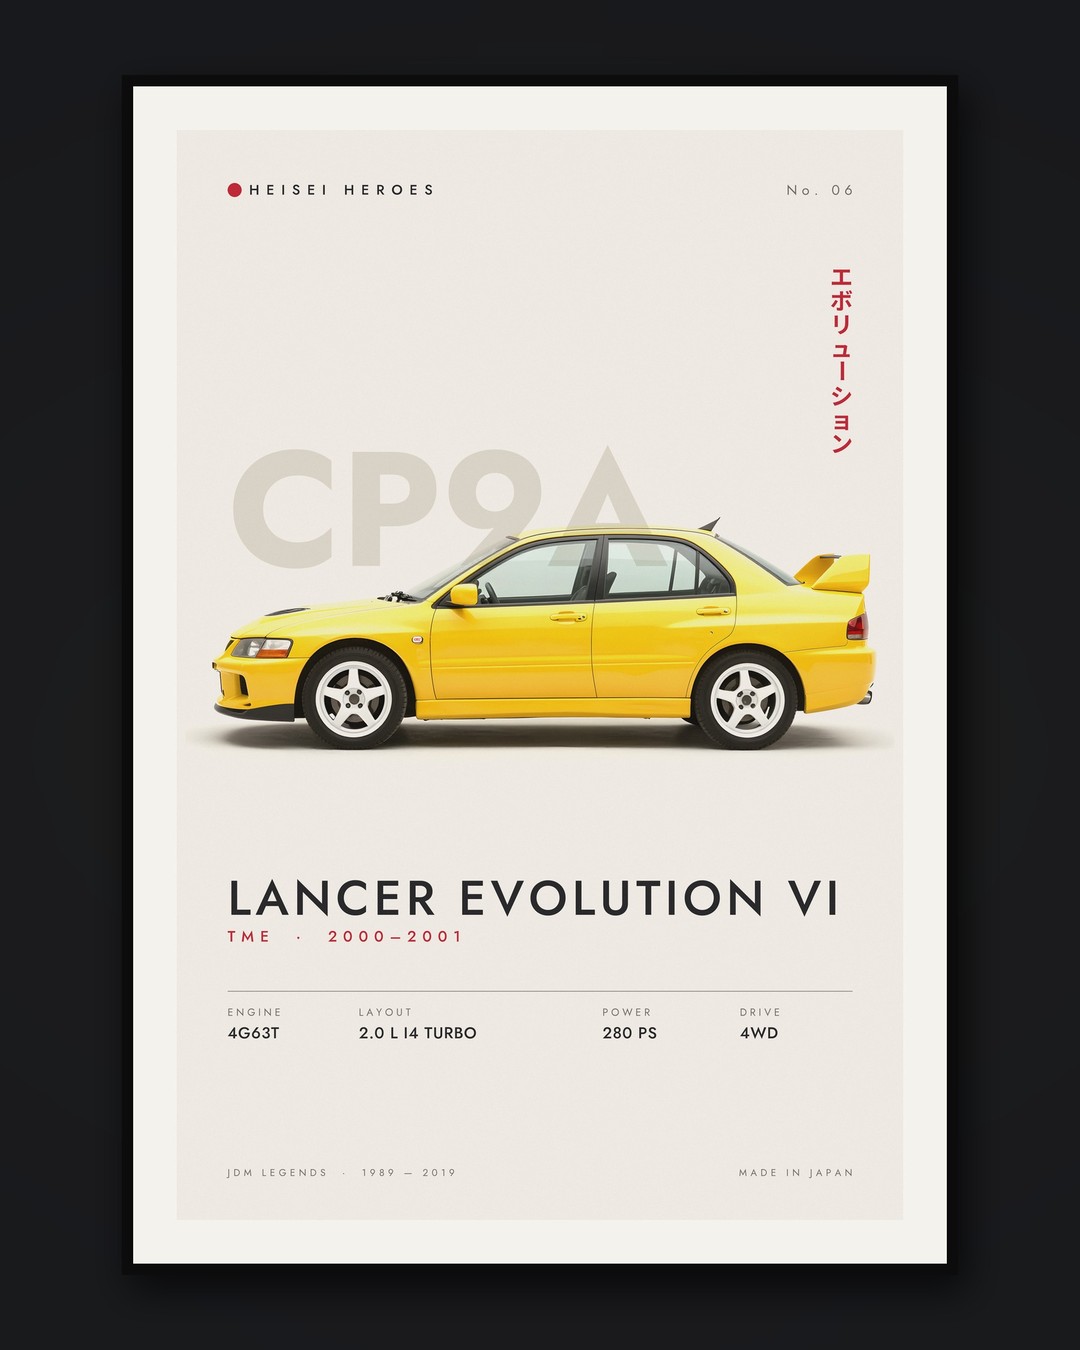 HEISEI HEROES
No. 06
エボリューション
CP9A
LANCER EVOLUTION VI
TME · 2000–2001
ENGINE
4G63T
LAYOUT
2.0 L I4 TURBO
POWER
280 PS
DRIVE
4WD
JDM LEGENDS · 1989 — 2019
MADE IN JAPAN